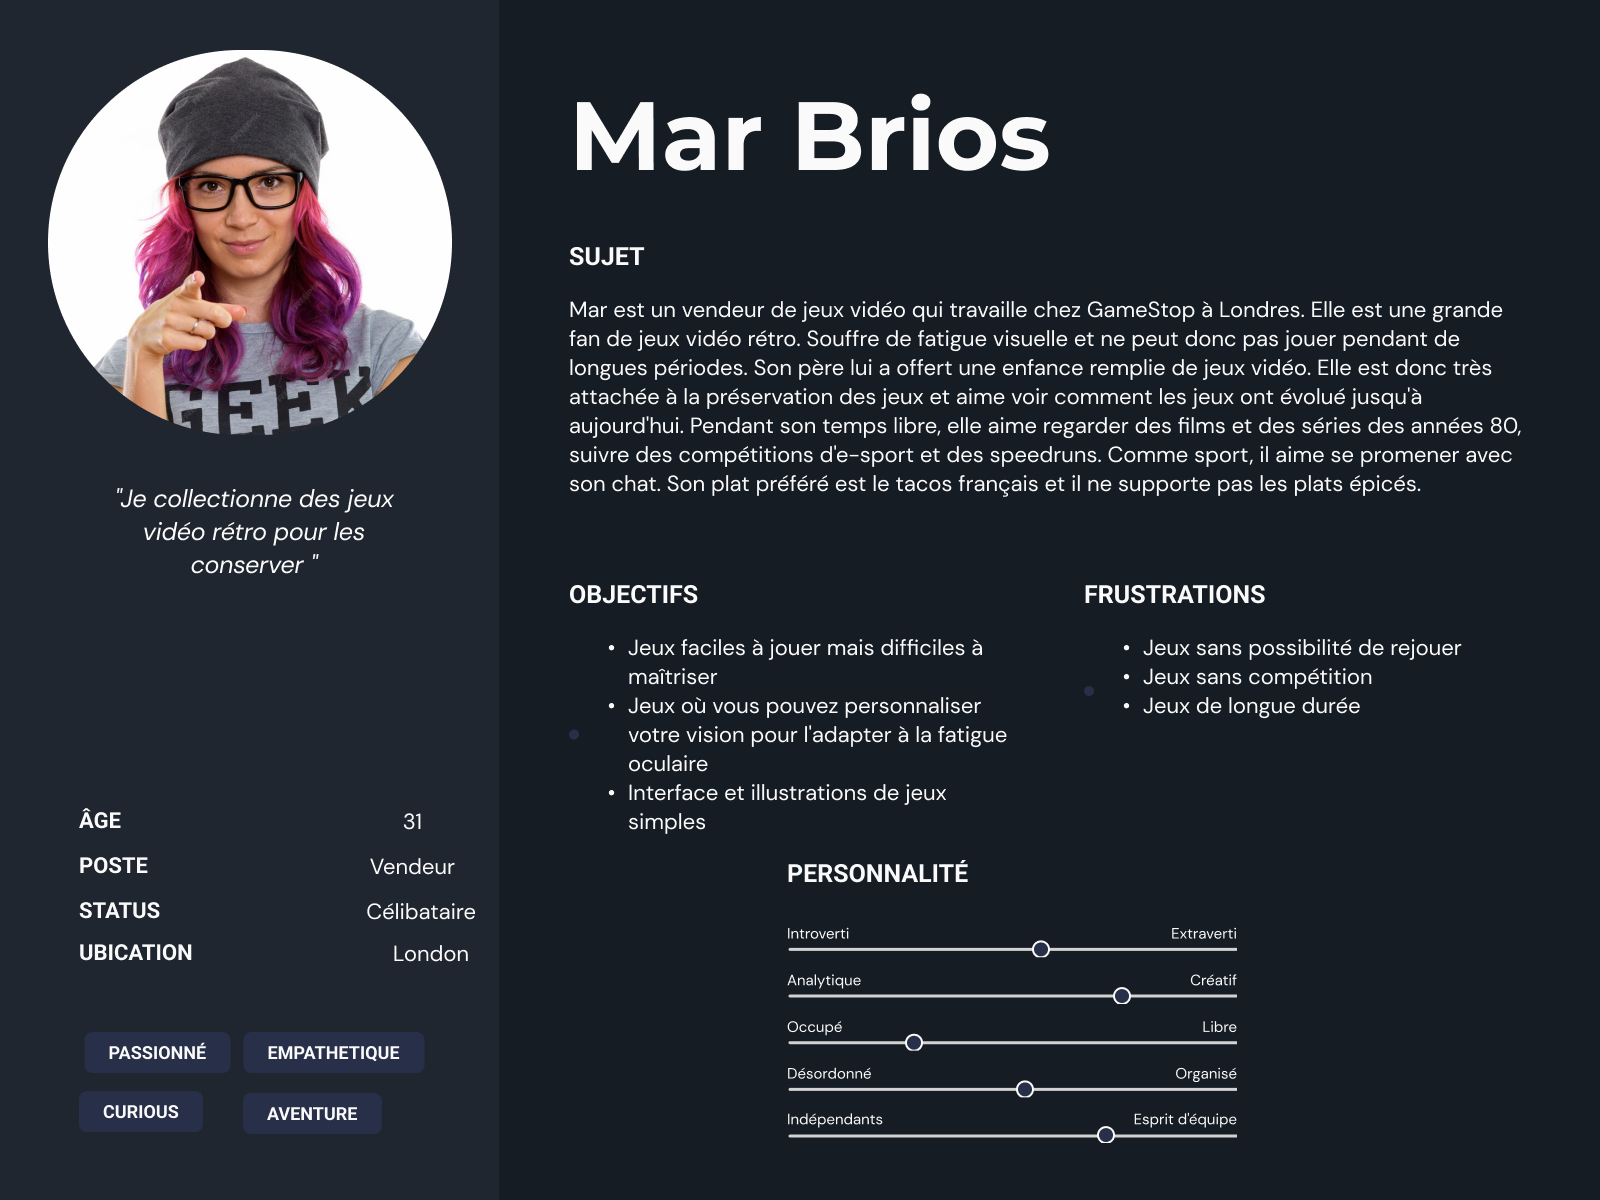 Mar Brios
GEEK
"Je collectionne des jeux
vidéo rétro pour les
conserver "
ÂGE 31
POSTE Vendeur
STATUS Célibataire
UBICATION London
PASSIONNÉ EMPATHETIQUE
CURIOUS AVENTURE
SUJET
Mar est un vendeur de jeux vidéo qui travaille chez GameStop à Londres. Elle est une grande
fan de jeux vidéo rétro. Souffre de fatigue visuelle et ne peut donc pas jouer pendant de
longues périodes. Son père lui a offert une enfance remplie de jeux vidéo. Elle est donc très
attachée à la préservation des jeux et aime voir comment les jeux ont évolué jusqu'à
aujourd'hui. Pendant son temps libre, elle aime regarder des films et des séries des années 80,
suivre des compétitions d'e-sport et des speedruns. Comme sport, il aime se promener avec
son chat. Son plat préféré est le tacos français et il ne supporte pas les plats épicés.
OBJECTIFS
• Jeux faciles à jouer mais difficiles à
maîtriser
• Jeux où vous pouvez personnaliser
votre vision pour l'adapter à la fatigue
oculaire
• Interface et illustrations de jeux
simples
FRUSTRATIONS
• Jeux sans possibilité de rejouer
• Jeux sans compétition
• Jeux de longue durée
PERSONNALITÉ
Introverti Extraverti
Analytique Créatif
Occupé Libre
Désordonné Organisé
Indépendants Esprit d'équipe